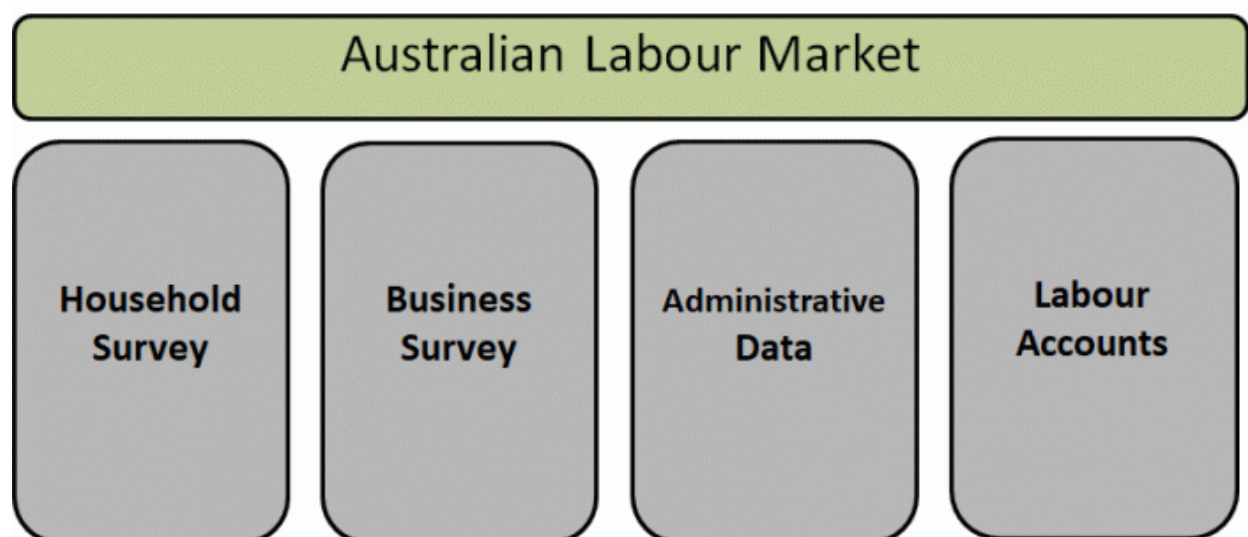 Australian Labour Market
Household
Survey
Business
Survey
Administrative
Data
Labour
Accounts